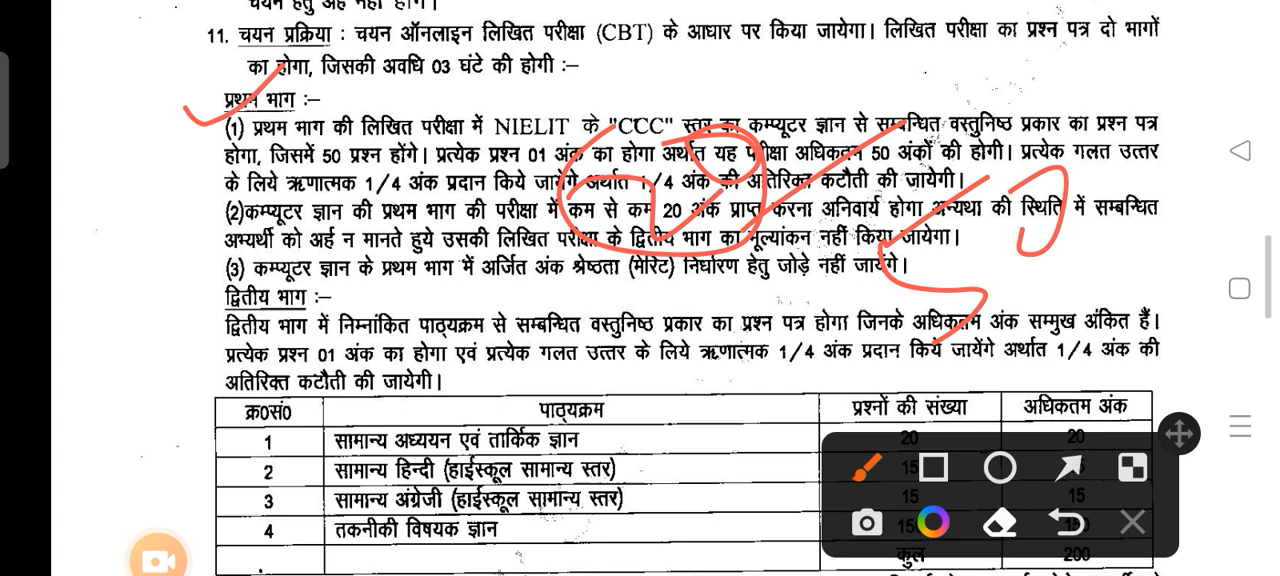 चयन हेतु अर्ह नहीं होंगे।
11. चयन प्रक्रिया : चयन ऑनलाइन लिखित परीक्षा (CBT) के आधार पर किया जायेगा। लिखित परीक्षा का प्रश्न पत्र दो भागों
का होगा, जिसकी अवधि 03 घंटे की होगी :–
प्रथम भाग :–
(1) प्रथम भाग की लिखित परीक्षा में NIELIT के "CCC" स्तर का कम्प्यूटर ज्ञान से सम्बन्धित वस्तुनिष्ठ प्रकार का प्रश्न पत्र
होगा, जिसमें 50 प्रश्न होंगे। प्रत्येक प्रश्न 01 अंक का होगा अर्थात यह परीक्षा अधिकतम 50 अंकों की होगी। प्रत्येक गलत उत्तर
के लिये ऋणात्मक 1/4 अंक प्रदान किये जायेंगे अर्थात 1/4 अंक की अतिरिक्त कटौती की जायेगी।
(2)कम्प्यूटर ज्ञान की प्रथम भाग की परीक्षा में कम से कम 20 अंक प्राप्त करना अनिवार्य होगा अन्यथा की स्थिति में सम्बन्धित
अभ्यर्थी को अर्ह न मानते हुये उसकी लिखित परीक्षा के द्वितीय भाग का मूल्यांकन नहीं किया जायेगा।
(3) कम्प्यूटर ज्ञान के प्रथम भाग में अर्जित अंक श्रेष्ठता (मेरिट) निर्धारण हेतु जोड़े नहीं जायेंगे।
द्वितीय भाग :–
द्वितीय भाग में निम्नांकित पाठ्यक्रम से सम्बन्धित वस्तुनिष्ठ प्रकार का प्रश्न पत्र होगा जिनके अधिकतम अंक सम्मुख अंकित हैं।
प्रत्येक प्रश्न 01 अंक का होगा एवं प्रत्येक गलत उत्तर के लिये ऋणात्मक 1/4 अंक प्रदान किये जायेंगे अर्थात 1/4 अंक की
अतिरिक्त कटौती की जायेगी।
क्र0सं0 पाठ्यक्रम प्रश्नों की संख्या अधिकतम अंक
1 सामान्य अध्ययन एवं तार्किक ज्ञान 20 20
2 सामान्य हिन्दी (हाईस्कूल सामान्य स्तर) 15
3 सामान्य अंग्रेजी (हाईस्कूल सामान्य स्तर) 15 15
4 तकनीकी विषयक ज्ञान
कुल 200